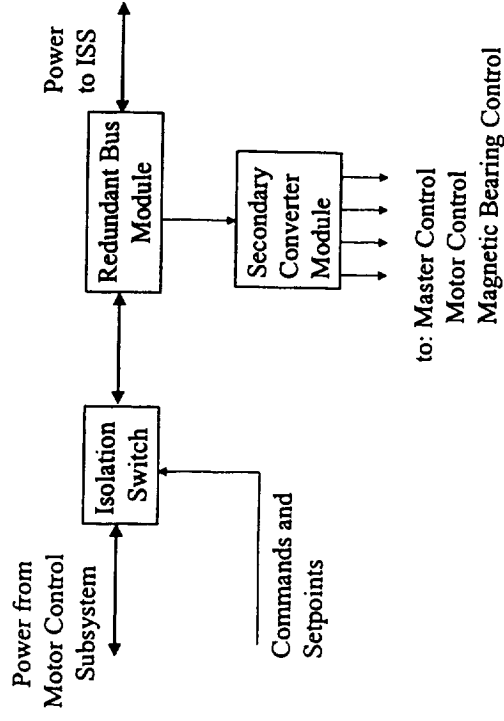 Power from
Motor Control
Subsystem
Isolation
Switch
Redundant Bus
Module
Power
to ISS
Commands and
Setpoints
Secondary
Converter
Module
to: Master Control
Motor Control
Magnetic Bearing Control